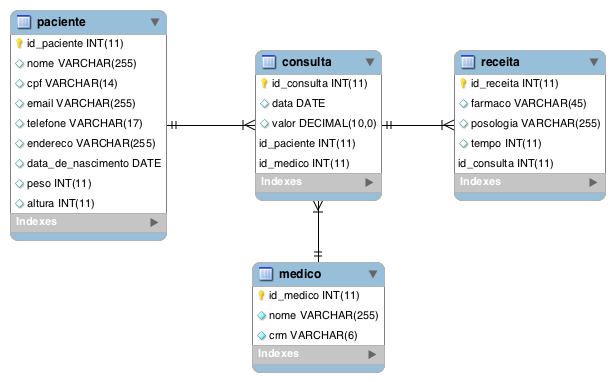 paciente
id_paciente INT(11)
nome VARCHAR(255)
cpf VARCHAR(14)
email VARCHAR(255)
telefone VARCHAR(17)
endereco VARCHAR(255)
data_de_nascimento DATE
peso INT(11)
altura INT(11)
Indexes
consulta
id_consulta INT(11)
data DATE
valor DECIMAL(10,0)
id_paciente INT(11)
id_medico INT(11)
Indexes
receita
id_receita INT(11)
farmaco VARCHAR(45)
posologia VARCHAR(255)
tempo INT(11)
id_consulta INT(11)
Indexes
medico
id_medico INT(11)
nome VARCHAR(255)
crm VARCHAR(6)
Indexes